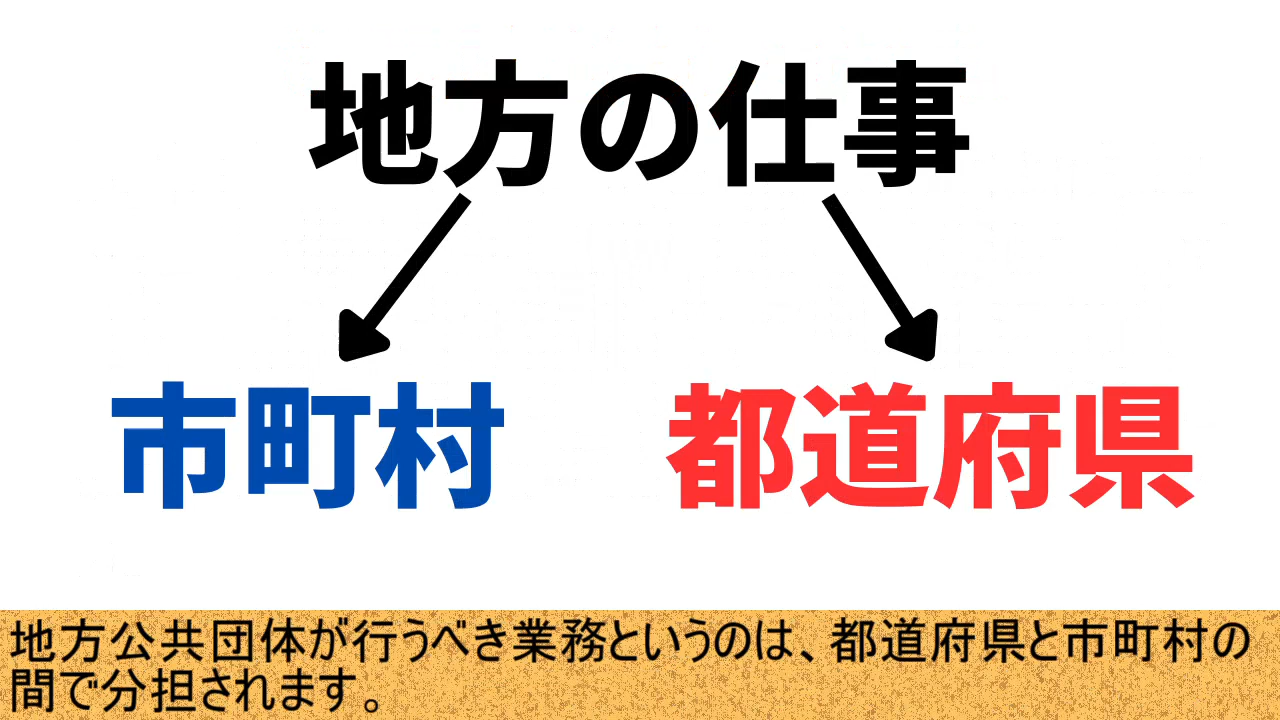 地方の仕事
市町村
都道府県
地方公共団体が行うべき業務というのは、都道府県と市町村の
間で分担されます。